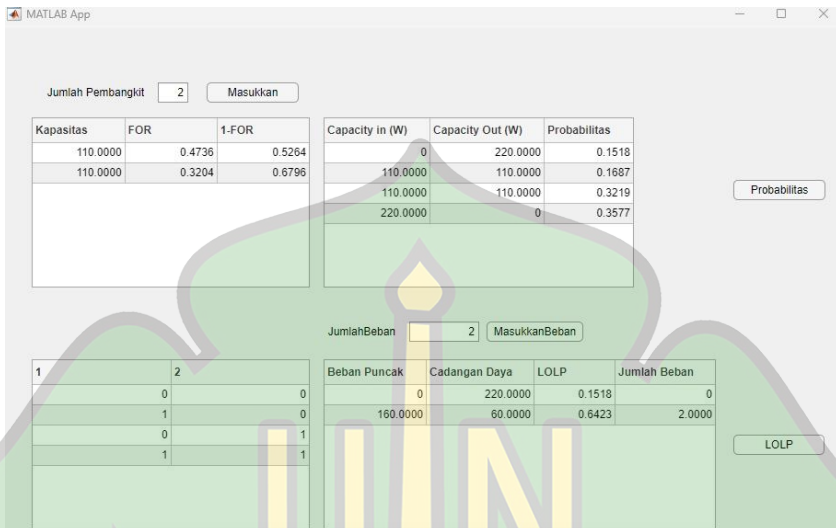 MATLAB App
Jumlah Pembangkit 2 Masukkan
Kapasitas FOR 1-FOR
110.0000 0.4736 0.5264
110.0000 0.3204 0.6796
Capacity in (W) Capacity Out (W) Probabilitas
0 220.0000 0.1518
110.0000 110.0000 0.1687
110.0000 110.0000 0.3219
220.0000 0 0.3577
Probabilitas
JumlahBeban 2 MasukkanBeban
1 2
0 0
1 0
0 1
1 1
Beban Puncak Cadangan Daya LOLP Jumlah Beban
0 220.0000 0.1518 0
160.0000 60.0000 0.6423 2.0000
LOLP
UIN